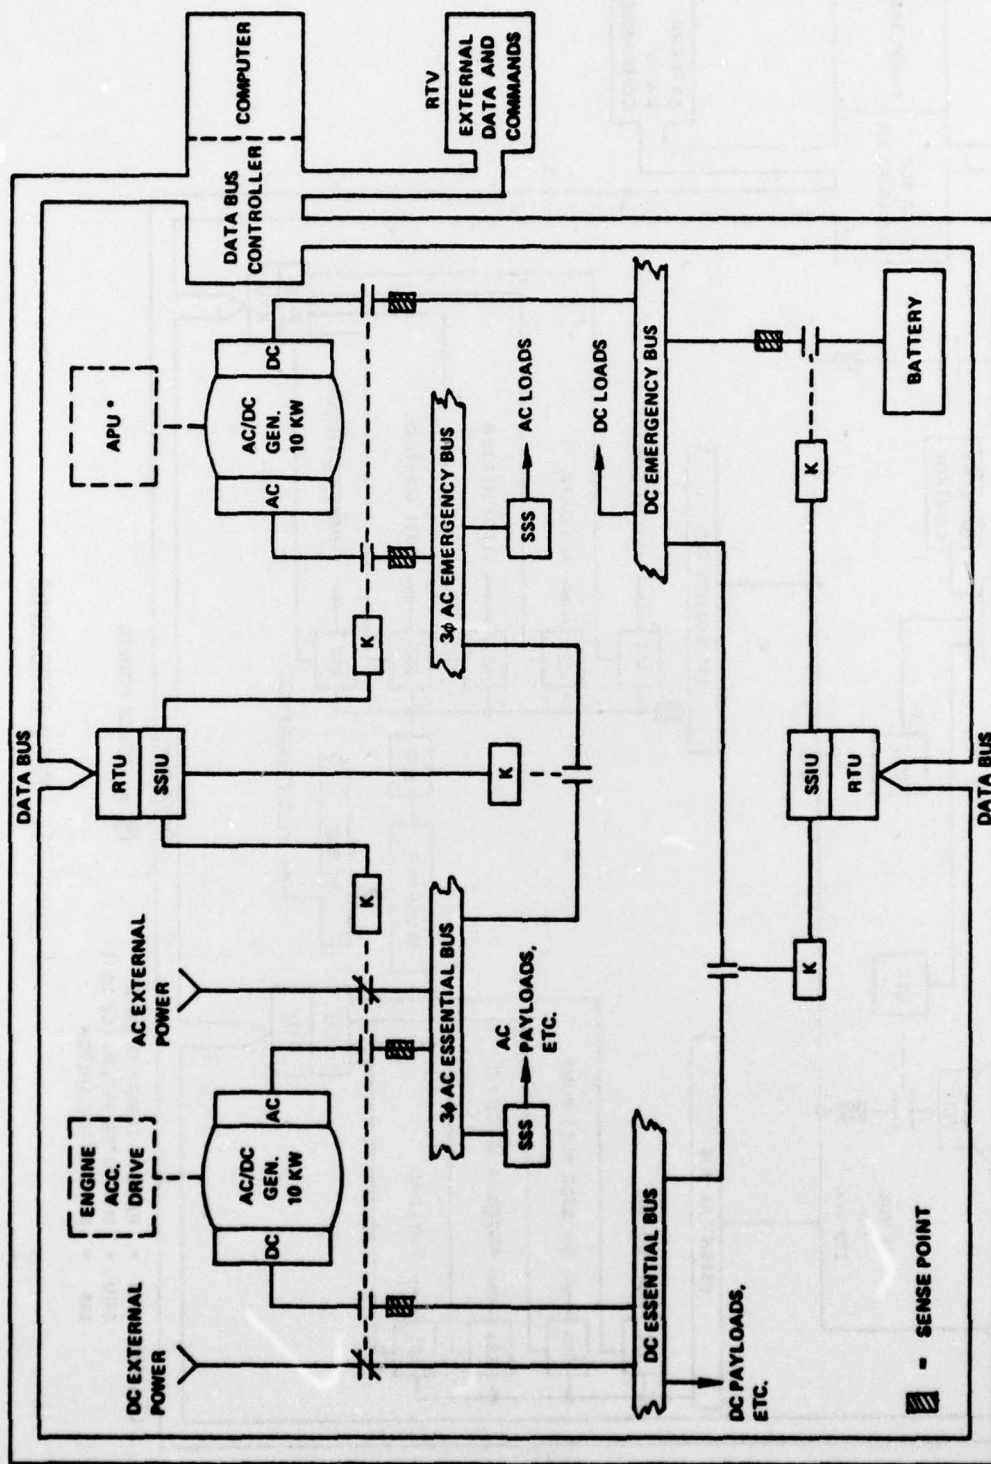 DATA BUS
COMPUTER
DATA BUS
CONTROLLER
RTV
EXTERNAL
DATA AND
COMMANDS
ENGINE
ACC.
DRIVE
APU *
DC EXTERNAL
POWER
AC EXTERNAL
POWER
RTU
SSIU
DC
AC/DC
GEN.
10 KW
AC
AC
AC/DC
GEN.
10 KW
DC
K
K
K
3ϕ AC ESSENTIAL BUS
3ϕ AC EMERGENCY BUS
SSS
AC
PAYLOADS,
ETC.
SSS
AC LOADS
DC LOADS
DC ESSENTIAL BUS
DC EMERGENCY BUS
DC PAYLOADS,
ETC.
K
K
SSIU
RTU
BATTERY
= SENSE POINT
DATA BUS